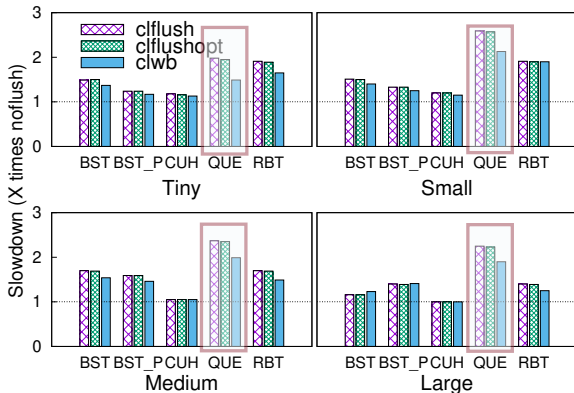 Slowdown (X times noflush)
3
2
1
0
clflush
clflushopt
clwb
BST BST_P CUH QUE RBT
Tiny
BST BST_P CUH QUE RBT
Small
3
2
1
0
BST BST_P CUH QUE RBT
Medium
BST BST_P CUH QUE RBT
Large